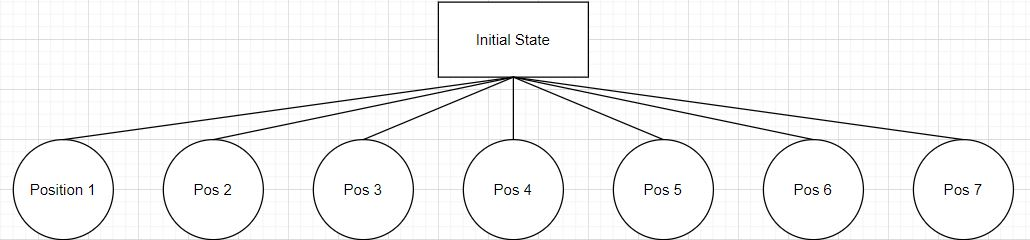 Initial State
Position 1
Pos 2
Pos 3
Pos 4
Pos 5
Pos 6
Pos 7